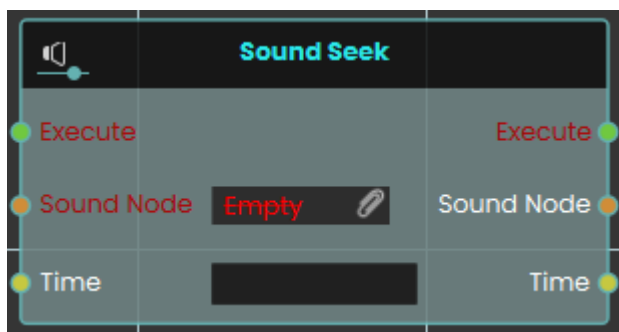 Sound Seek
Execute Execute
Sound Node Empty Sound Node
Time Time